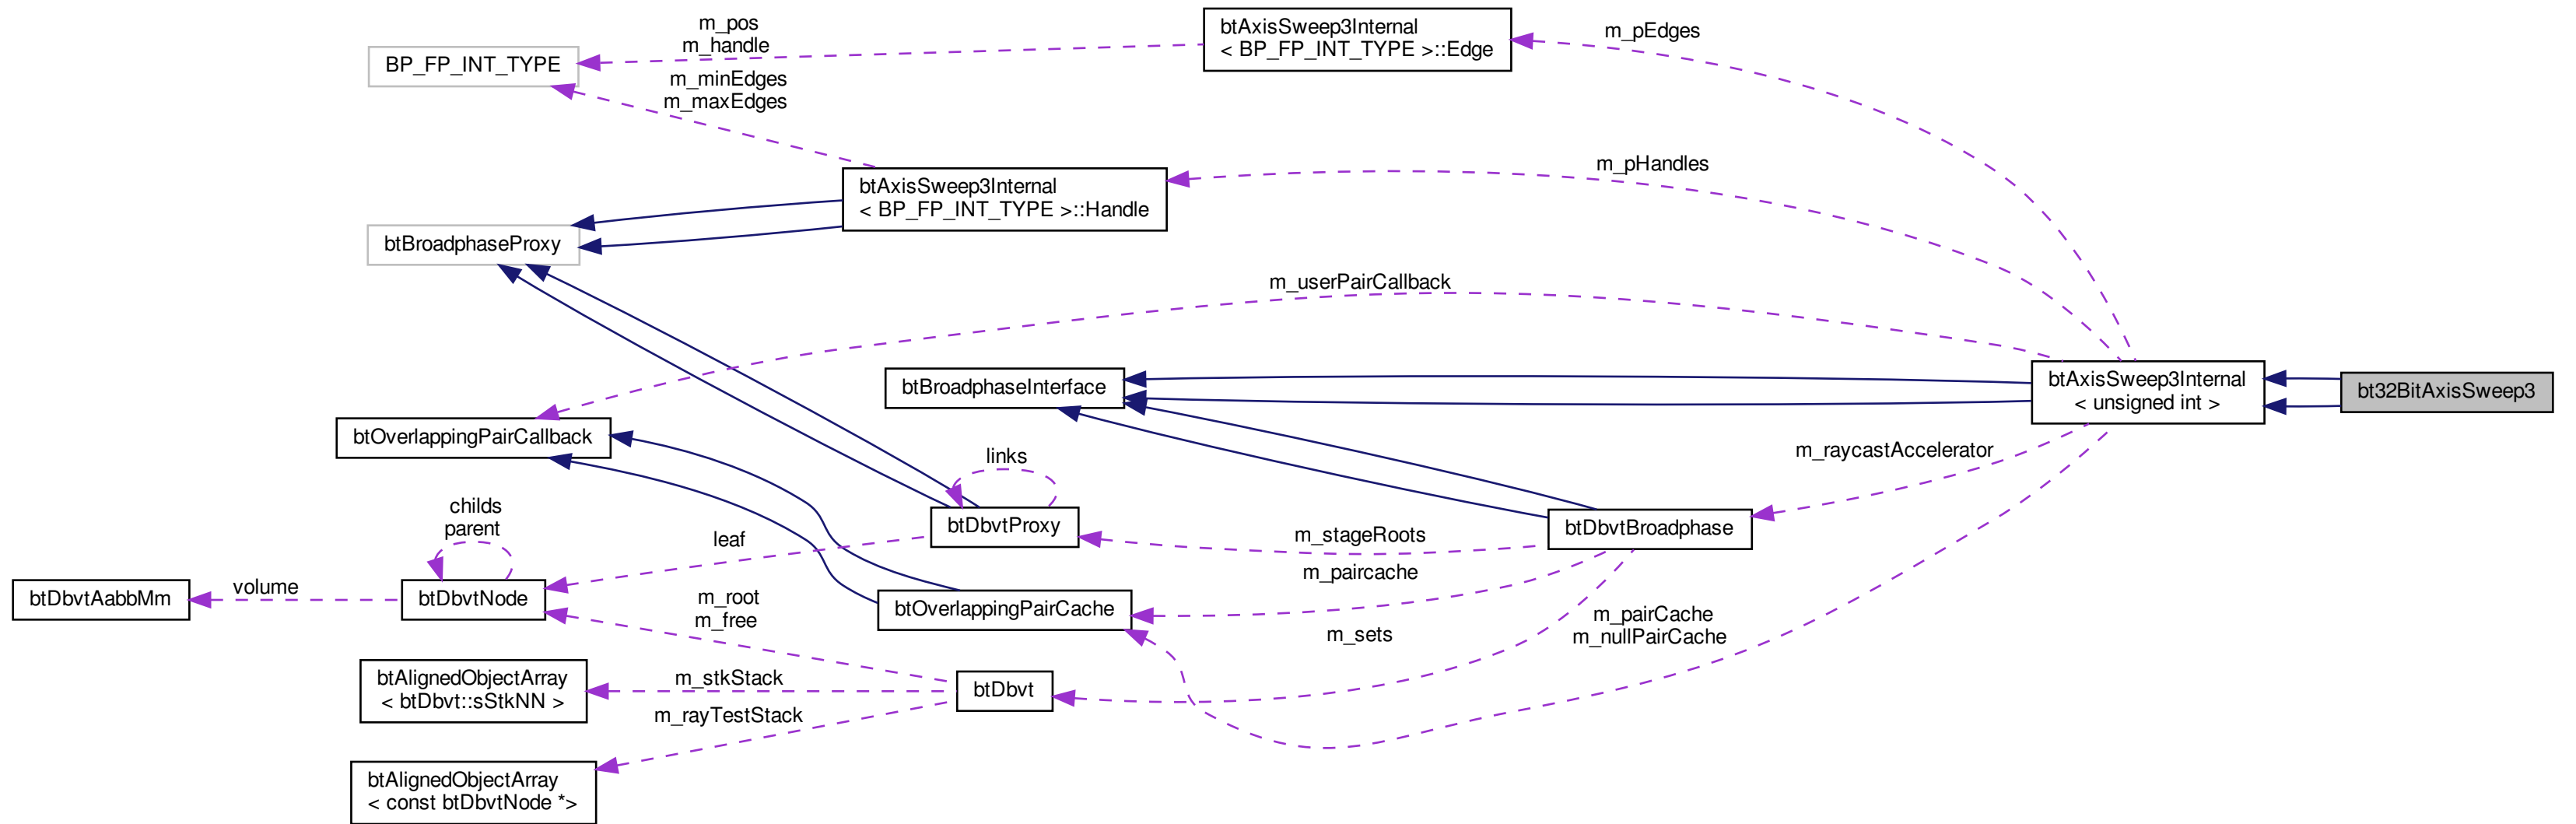 m_pos
m_handle
btAxisSweep3Internal
< BP_FP_INT_TYPE >::Edge
m_pEdges
BP_FP_INT_TYPE
m_minEdges
m_maxEdges
m_pHandles
btAxisSweep3Internal
< BP_FP_INT_TYPE >::Handle
btBroadphaseProxy
m_userPairCallback
btBroadphaseInterface
btAxisSweep3Internal
< unsigned int >
bt32BitAxisSweep3
btOverlappingPairCallback
links
m_raycastAccelerator
childs
parent
btDbvtProxy
btDbvtBroadphase
leaf
m_stageRoots
m_paircache
volume
btDbvtAabbMm
btDbvtNode
m_root
m_free
btOverlappingPairCache
m_sets
m_pairCache
m_nullPairCache
btAlignedObjectArray
< btDbvt::sStkNN >
m_stkStack
btDbvt
m_rayTestStack
btAlignedObjectArray
< const btDbvtNode *>